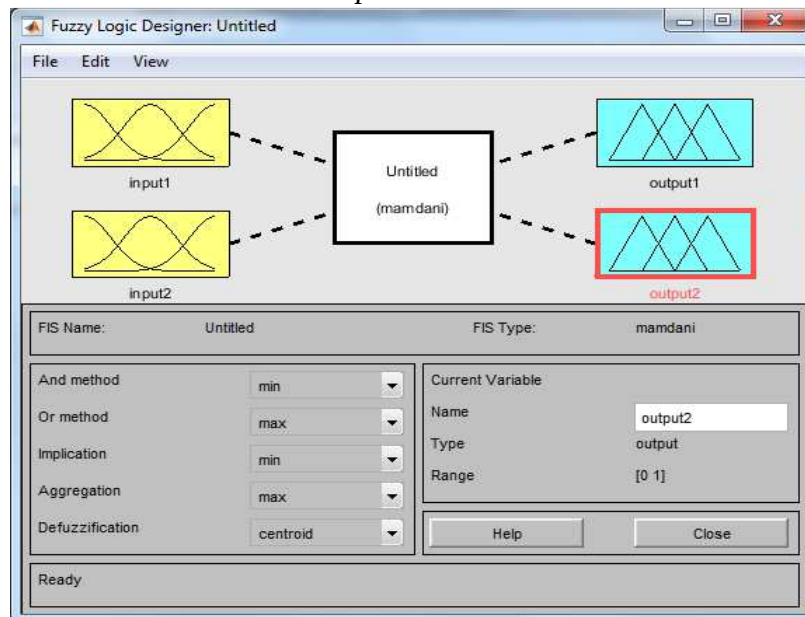 Fuzzy Logic Designer: Untitled
File Edit View
input1
Untitled
(mamdani)
output1
input2
output2
FIS Name: Untitled FIS Type: mamdani
And method min
Or method max
Implication min
Aggregation max
Defuzzification centroid
Current Variable
Name output2
Type output
Range [0 1]
Help Close
Ready